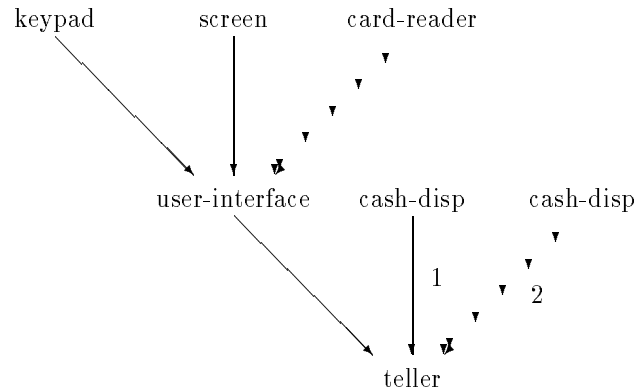 keypad screen card-reader
user-interface cash-disp cash-disp
1
2
teller